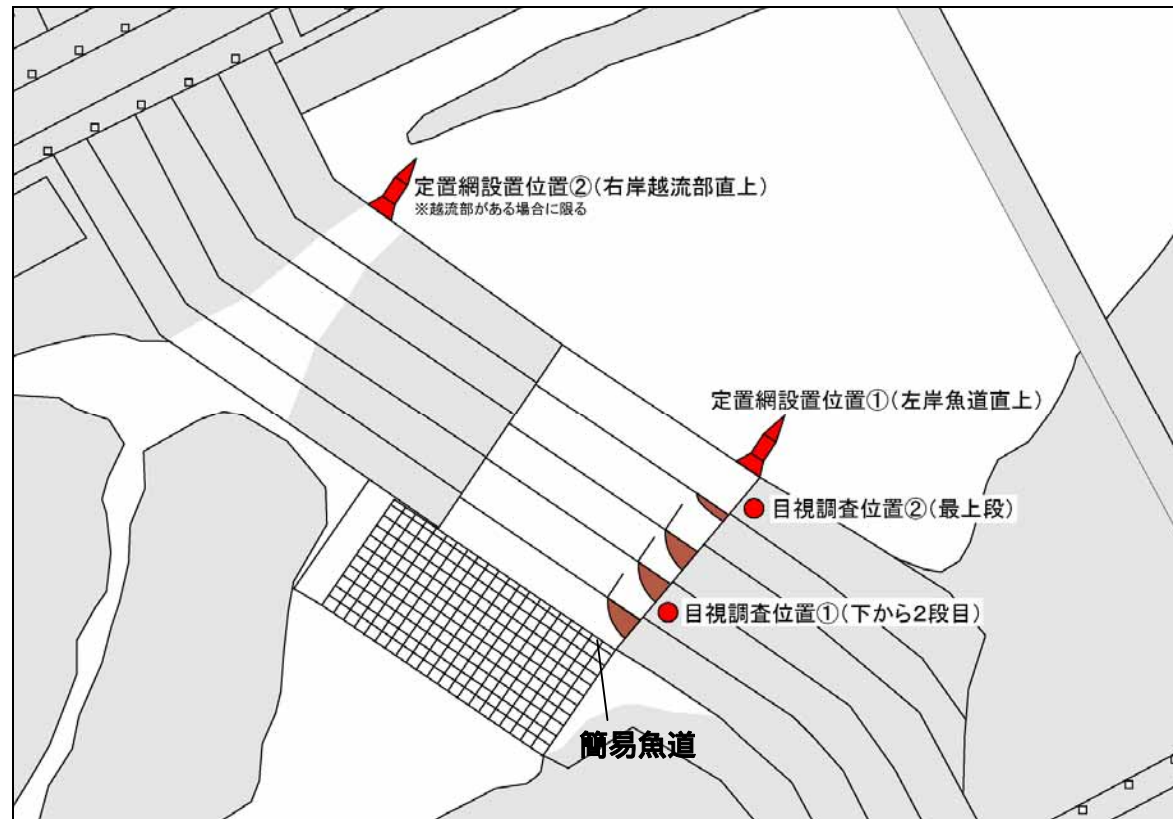 定置網設置位置②(右岸越流部直上)
※越流部がある場合に限る
定置網設置位置①(左岸魚道直上)
目視調査位置②(最上段)
目視調査位置①(下から2段目)
簡易魚道